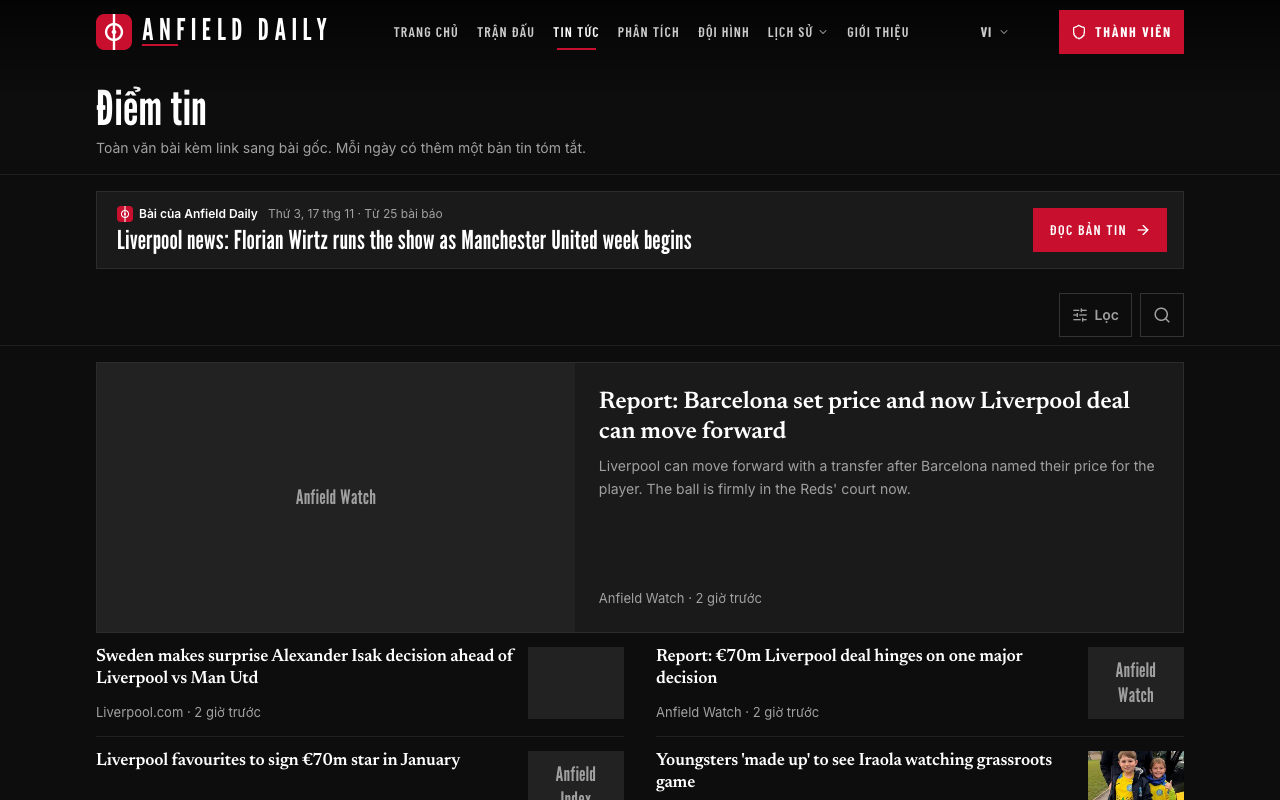 ANFIELD DAILY
TRANG CHỦ
TRẬN ĐẤU
TIN TỨC
PHÂN TÍCH
ĐỘI HÌNH
LỊCH SỬ
GIỚI THIỆU
VI
THÀNH VIÊN
Điểm tin
Toàn văn bài kèm link sang bài gốc. Mỗi ngày có thêm một bản tin tóm tắt.
Bài của Anfield Daily Thứ 3, 17 thg 11 · Từ 25 bài báo
Liverpool news: Florian Wirtz runs the show as Manchester United week begins
ĐỌC BẢN TIN
Lọc
Anfield Watch
Report: Barcelona set price and now Liverpool deal
can move forward
Liverpool can move forward with a transfer after Barcelona named their price for the
player. The ball is firmly in the Reds' court now.
Anfield Watch · 2 giờ trước
Sweden makes surprise Alexander Isak decision ahead of
Liverpool vs Man Utd
Liverpool.com · 2 giờ trước
Report: €70m Liverpool deal hinges on one major
decision
Anfield Watch · 2 giờ trước
Anfield
Watch
Liverpool favourites to sign €70m star in January
Anfield
Index
Youngsters 'made up' to see Iraola watching grassroots
game